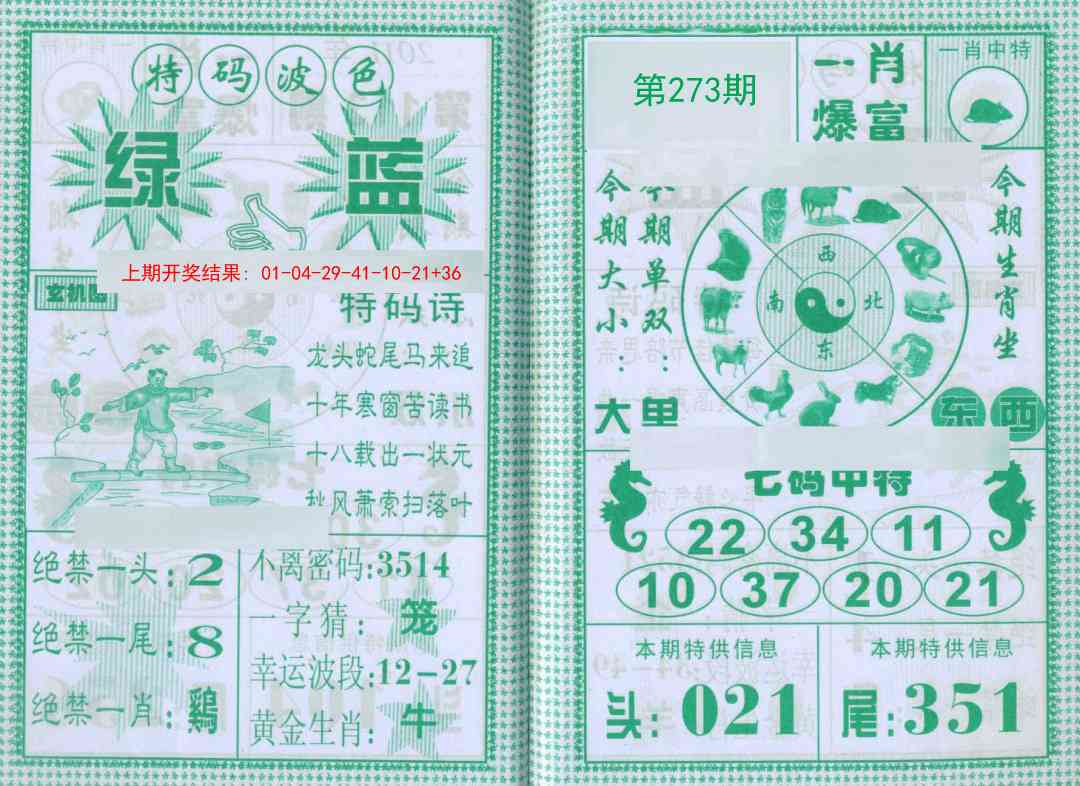 特码波色
绿 蓝
上期开奖结果：01-04-29-41-10-21+36
玄机图
特码诗
龙头蛇尾马来追
十年寒窗苦读书
十八载出一状元
秋风萧索扫落叶
绝禁一头:2
绝禁一尾:8
绝禁一肖:鷄
不离密码:3514
一字猜:笼
幸运波段:12-27
黄金生肖:牛
第273期
一肖
爆富
一肖中特
今期大小:
大
今期单双:
单
西
南 北
东
今期生肖坐
东西
七码中特
22 34 11
10 37 20 21
本期特供信息
头:021
本期特供信息
尾:351